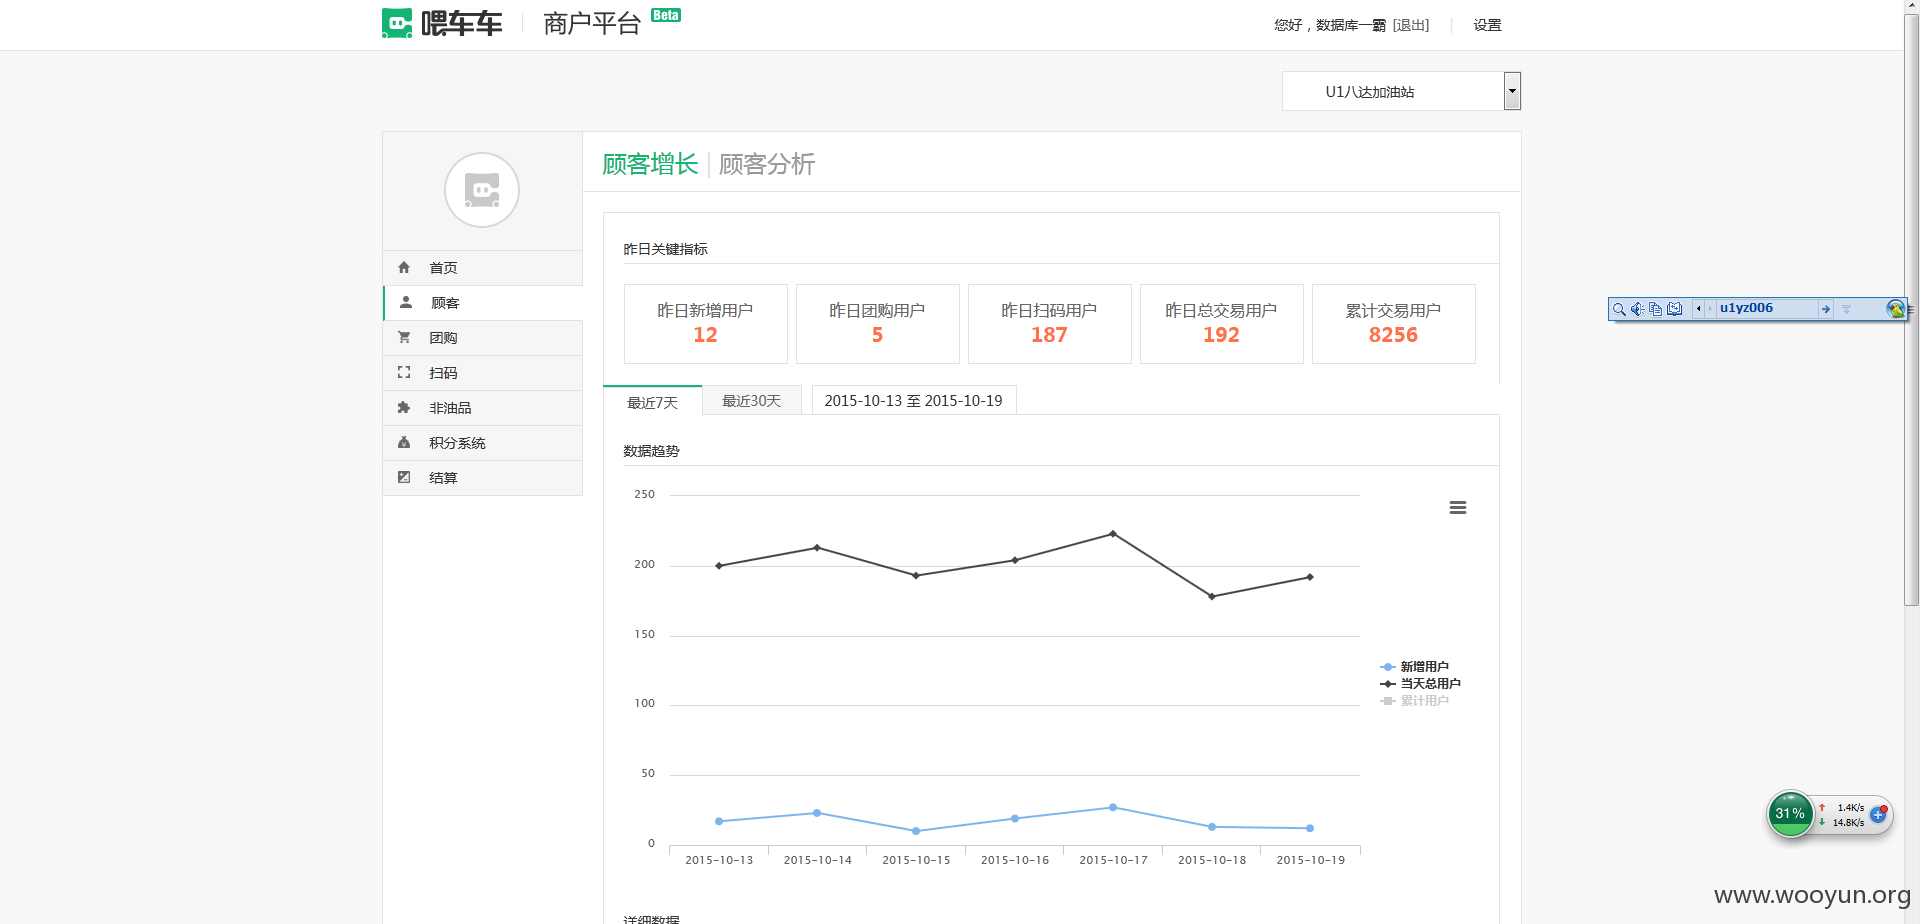 喂车车 商户平台 Beta
您好，数据库一霸 [退出] 设置
U1八达加油站
顾客增长 顾客分析
首页
顾客
团购
扫码
非油品
积分系统
结算
昨日关键指标
昨日新增用户 昨日团购用户 昨日扫码用户 昨日总交易用户 累计交易用户
12 5 187 192 8256
最近7天 最近30天 2015-10-13 至 2015-10-19
数据趋势
250
200
150
100
50
0
2015-10-13 2015-10-14 2015-10-15 2015-10-16 2015-10-17 2015-10-18 2015-10-19
新增用户
当天总用户
累计用户
详细数据
u1yz006
31% 1.4K/s
14.8K/s
www.wooyun.org